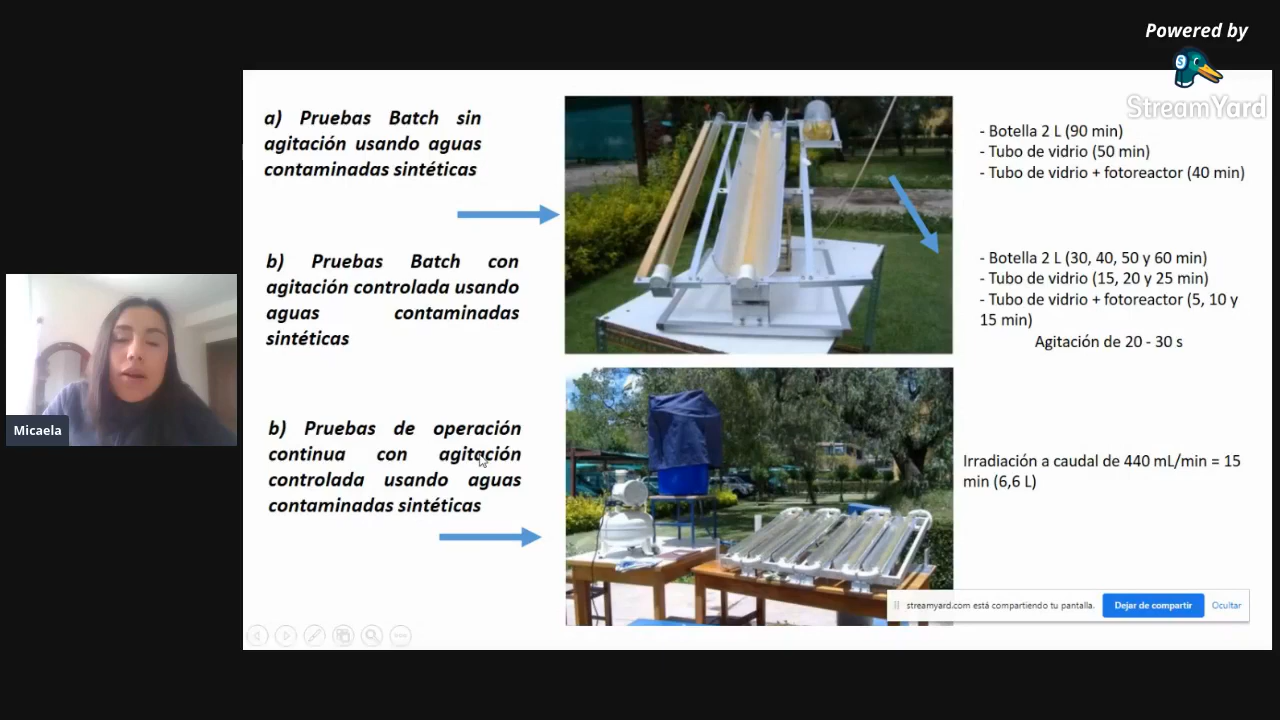 Powered by
StreamYard
a) Pruebas Batch sin
agitación usando aguas
contaminadas sintéticas
- Botella 2 L (90 min)
- Tubo de vidrio (50 min)
- Tubo de vidrio + fotoreactor (40 min)
b) Pruebas Batch con
agitación controlada usando
aguas contaminadas
sintéticas
- Botella 2 L (30, 40, 50 y 60 min)
- Tubo de vidrio (15, 20 y 25 min)
- Tubo de vidrio + fotoreactor (5, 10 y
15 min)
Agitación de 20 - 30 s
b) Pruebas de operación
continua con agitación
controlada usando aguas
contaminadas sintéticas
Irradiación a caudal de 440 mL/min = 15
min (6,6 L)
Micaela
streamyard.com está compartiendo tu pantalla.
Dejar de compartir
Ocultar